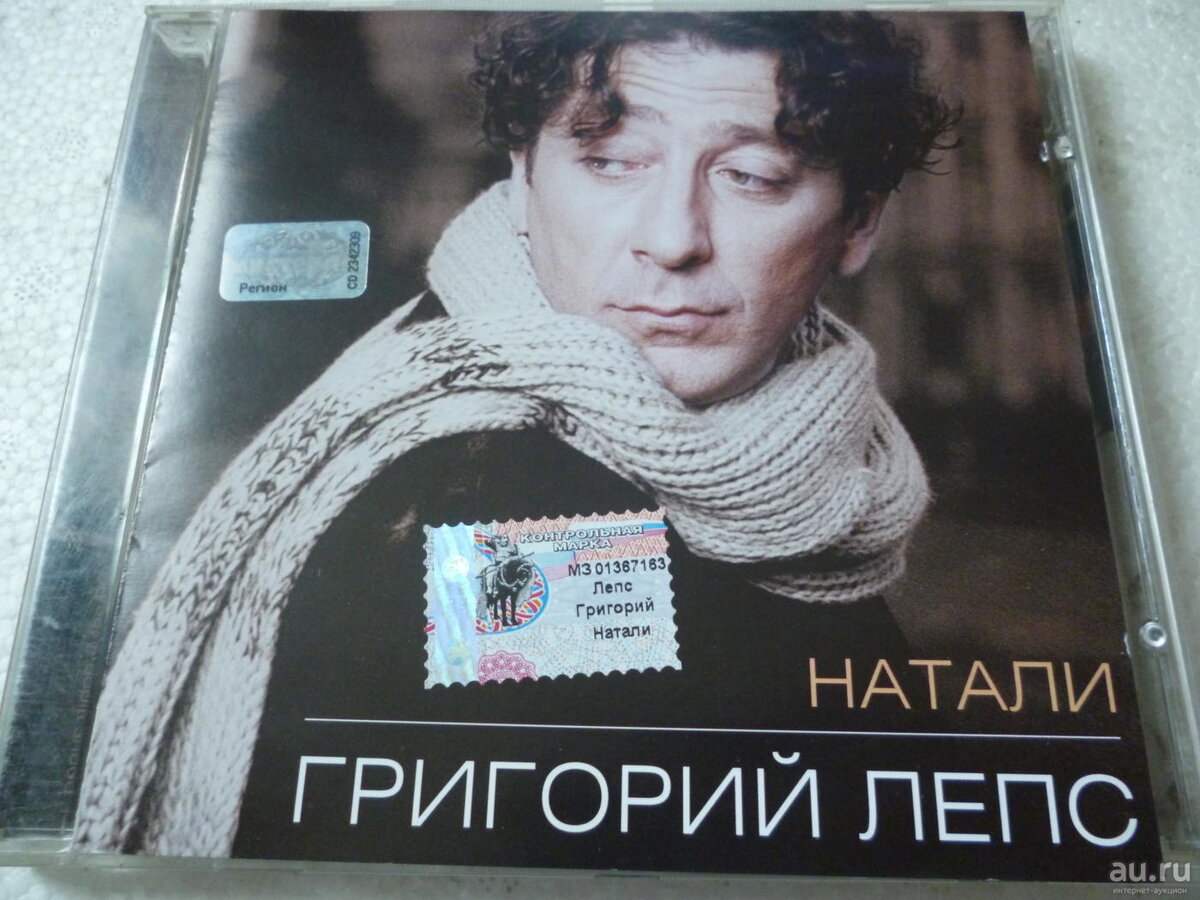 Регион
CD 2342309
КОНТРОЛЬНАЯ
МАРКА
МЗ 01367163
Лепс
Григорий
Натали
НАТАЛИ
ГРИГОРИЙ ЛЕПС
au.ru
интернет-аукцион